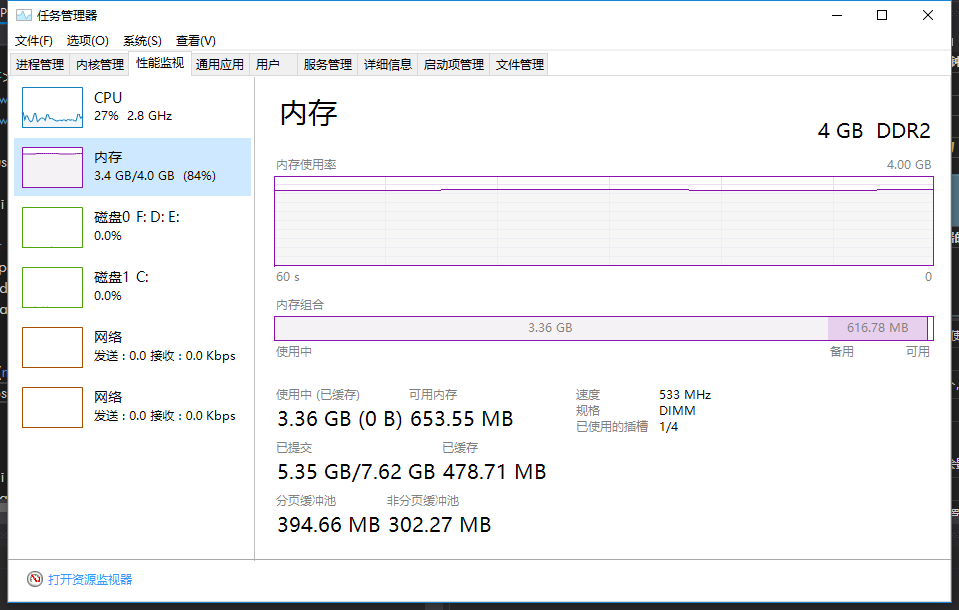 任务管理器
文件(F) 选项(O) 系统(S) 查看(V)
进程管理 内核管理 性能监视 通用应用 用户 服务管理 详细信息 启动项管理 文件管理
CPU
27% 2.8 GHz
内存
3.4 GB/4.0 GB (84%)
磁盘0 F: D: E:
0.0%
磁盘1 C:
0.0%
网络
发送 : 0.0 接收 : 0.0 Kbps
网络
发送 : 0.0 接收 : 0.0 Kbps
内存
4 GB DDR2
内存使用率 4.00 GB
60 s 0
内存组合
3.36 GB 616.78 MB
使用中 备用 可用
使用中 (已缓存) 可用内存
3.36 GB (0 B) 653.55 MB
已提交 已缓存
5.35 GB/7.62 GB 478.71 MB
分页缓冲池 非分页缓冲池
394.66 MB 302.27 MB
速度 533 MHz
规格 DIMM
已使用的插槽 1/4
打开资源监视器